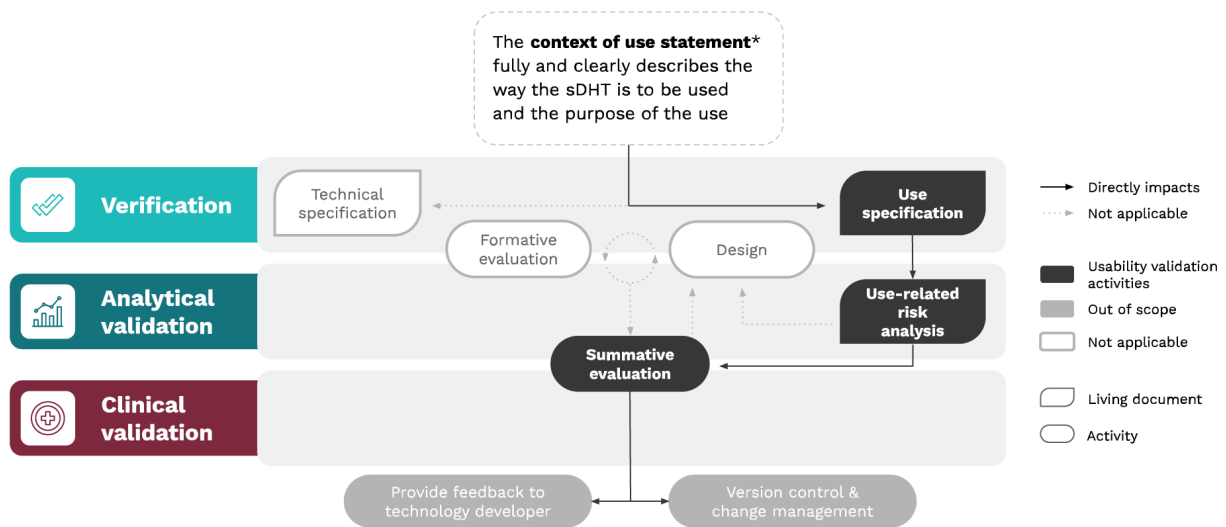 The context of use statement*
fully and clearly describes the
way the sDHT is to be used
and the purpose of the use
Verification
Technical
specification
Use
specification
Formative
evaluation
Design
Analytical
validation
Use-related
risk
analysis
Summative
evaluation
Clinical
validation
Provide feedback to
technology developer
Version control &
change management
Directly impacts
Not applicable
Usability validation
activities
Out of scope
Not applicable
Living document
Activity